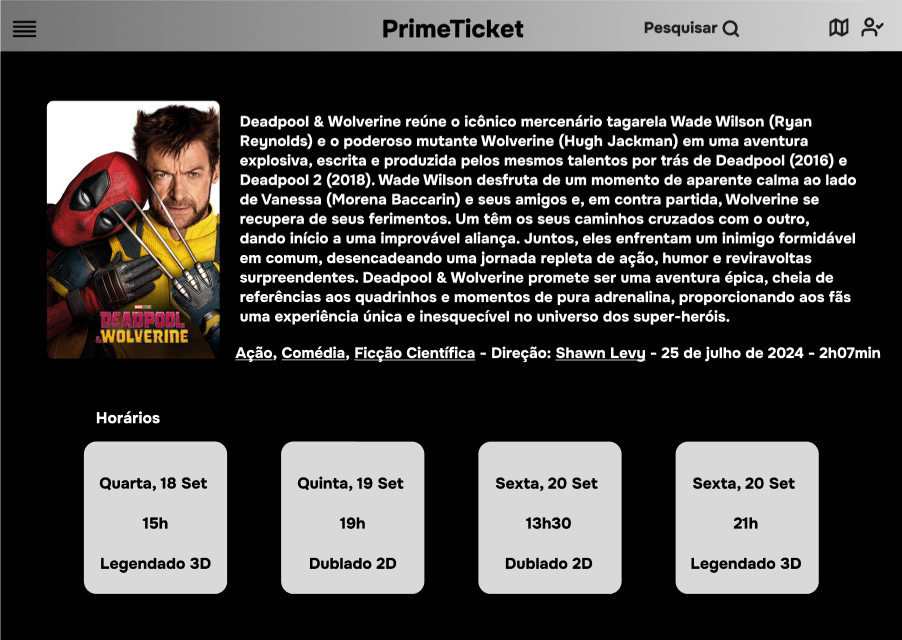 PrimeTicket
Pesquisar
Deadpool & Wolverine reúne o icônico mercenário tagarela Wade Wilson (Ryan
Reynolds) e o poderoso mutante Wolverine (Hugh Jackman) em uma aventura
explosiva, escrita e produzida pelos mesmos talentos por trás de Deadpool (2016) e
Deadpool 2 (2018). Wade Wilson desfruta de um momento de aparente calma ao lado
de Vanessa (Morena Baccarin) e seus amigos e, em contra partida, Wolverine se
recupera de seus ferimentos. Um têm os seus caminhos cruzados com o outro,
dando início a uma improvável aliança. Juntos, eles enfrentam um inimigo formidável
em comum, desencadeando uma jornada repleta de ação, humor e reviravoltas
surpreendentes. Deadpool & Wolverine promete ser uma aventura épica, cheia de
referências aos quadrinhos e momentos de pura adrenalina, proporcionando aos fãs
uma experiência única e inesquecível no universo dos super-heróis.
DEADPOOL
& WOLVERINE
Ação, Comédia, Ficção Científica - Direção: Shawn Levy - 25 de julho de 2024 - 2h07min
Horários
Quarta, 18 Set
15h
Legendado 3D
Quinta, 19 Set
19h
Dublado 2D
Sexta, 20 Set
13h30
Dublado 2D
Sexta, 20 Set
21h
Legendado 3D